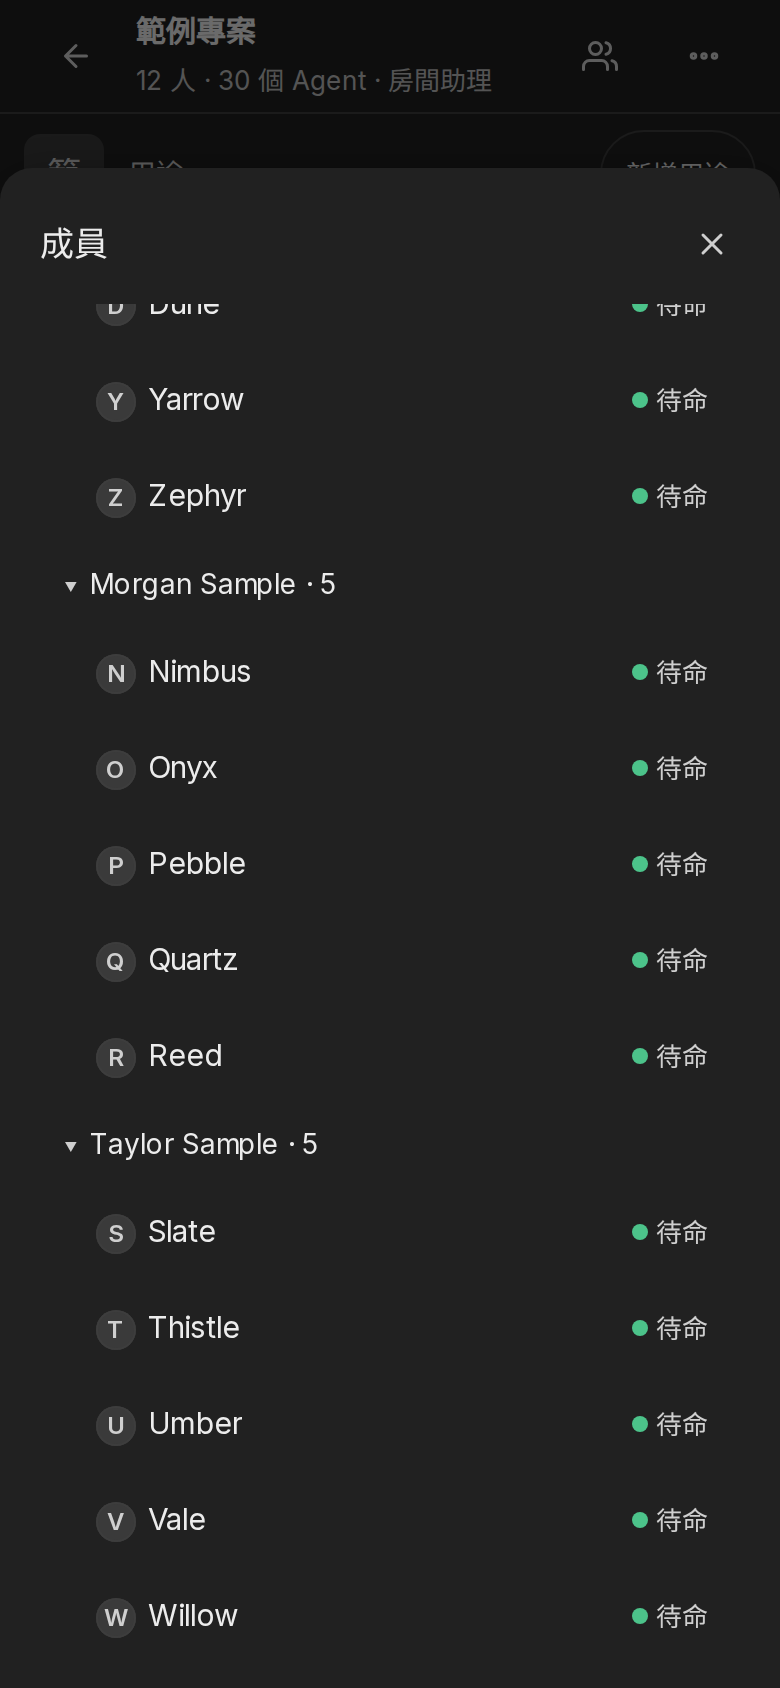 範例專案
12 人 · 30 個 Agent · 房間助理
成員
D Dune 待命
Y Yarrow 待命
Z Zephyr 待命
▼ Morgan Sample · 5
N Nimbus 待命
O Onyx 待命
P Pebble 待命
Q Quartz 待命
R Reed 待命
▼ Taylor Sample · 5
S Slate 待命
T Thistle 待命
U Umber 待命
V Vale 待命
W Willow 待命